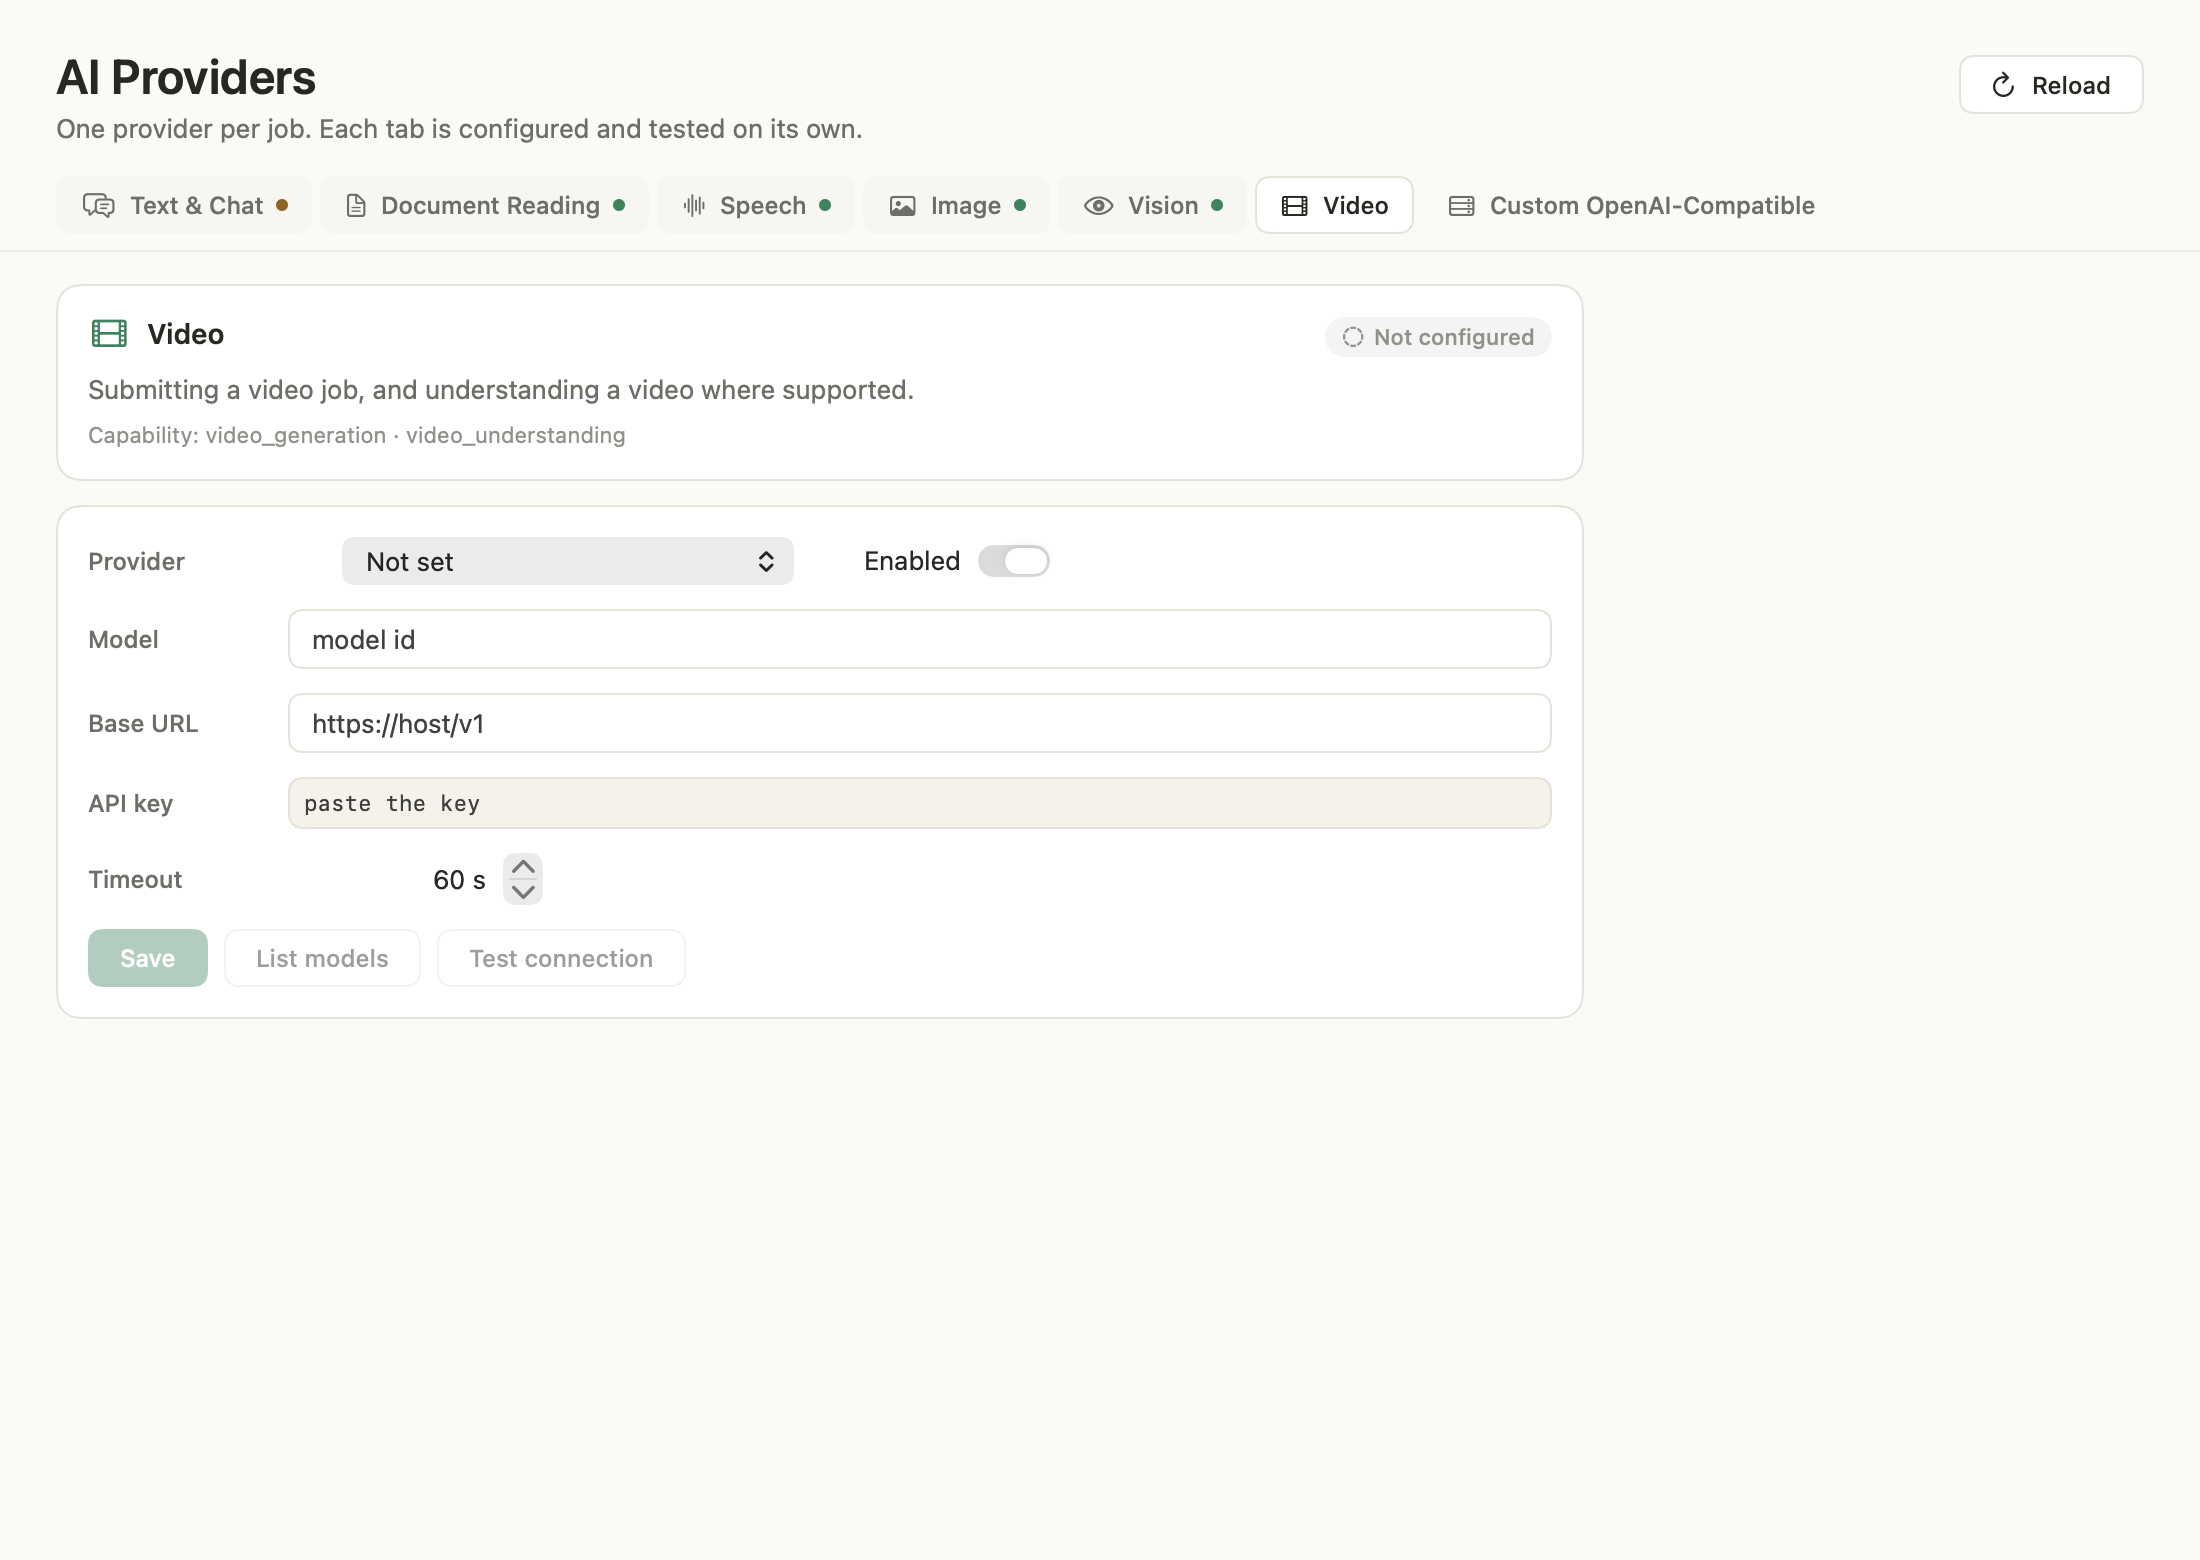 AI Providers
Reload
One provider per job. Each tab is configured and tested on its own.
Text & Chat
Document Reading
Speech
Image
Vision
Video
Custom OpenAI-Compatible
Video
Not configured
Submitting a video job, and understanding a video where supported.
Capability: video_generation · video_understanding
Provider
Not set
Enabled
Model
model id
Base URL
https://host/v1
API key
paste the key
Timeout
60 s
Save
List models
Test connection